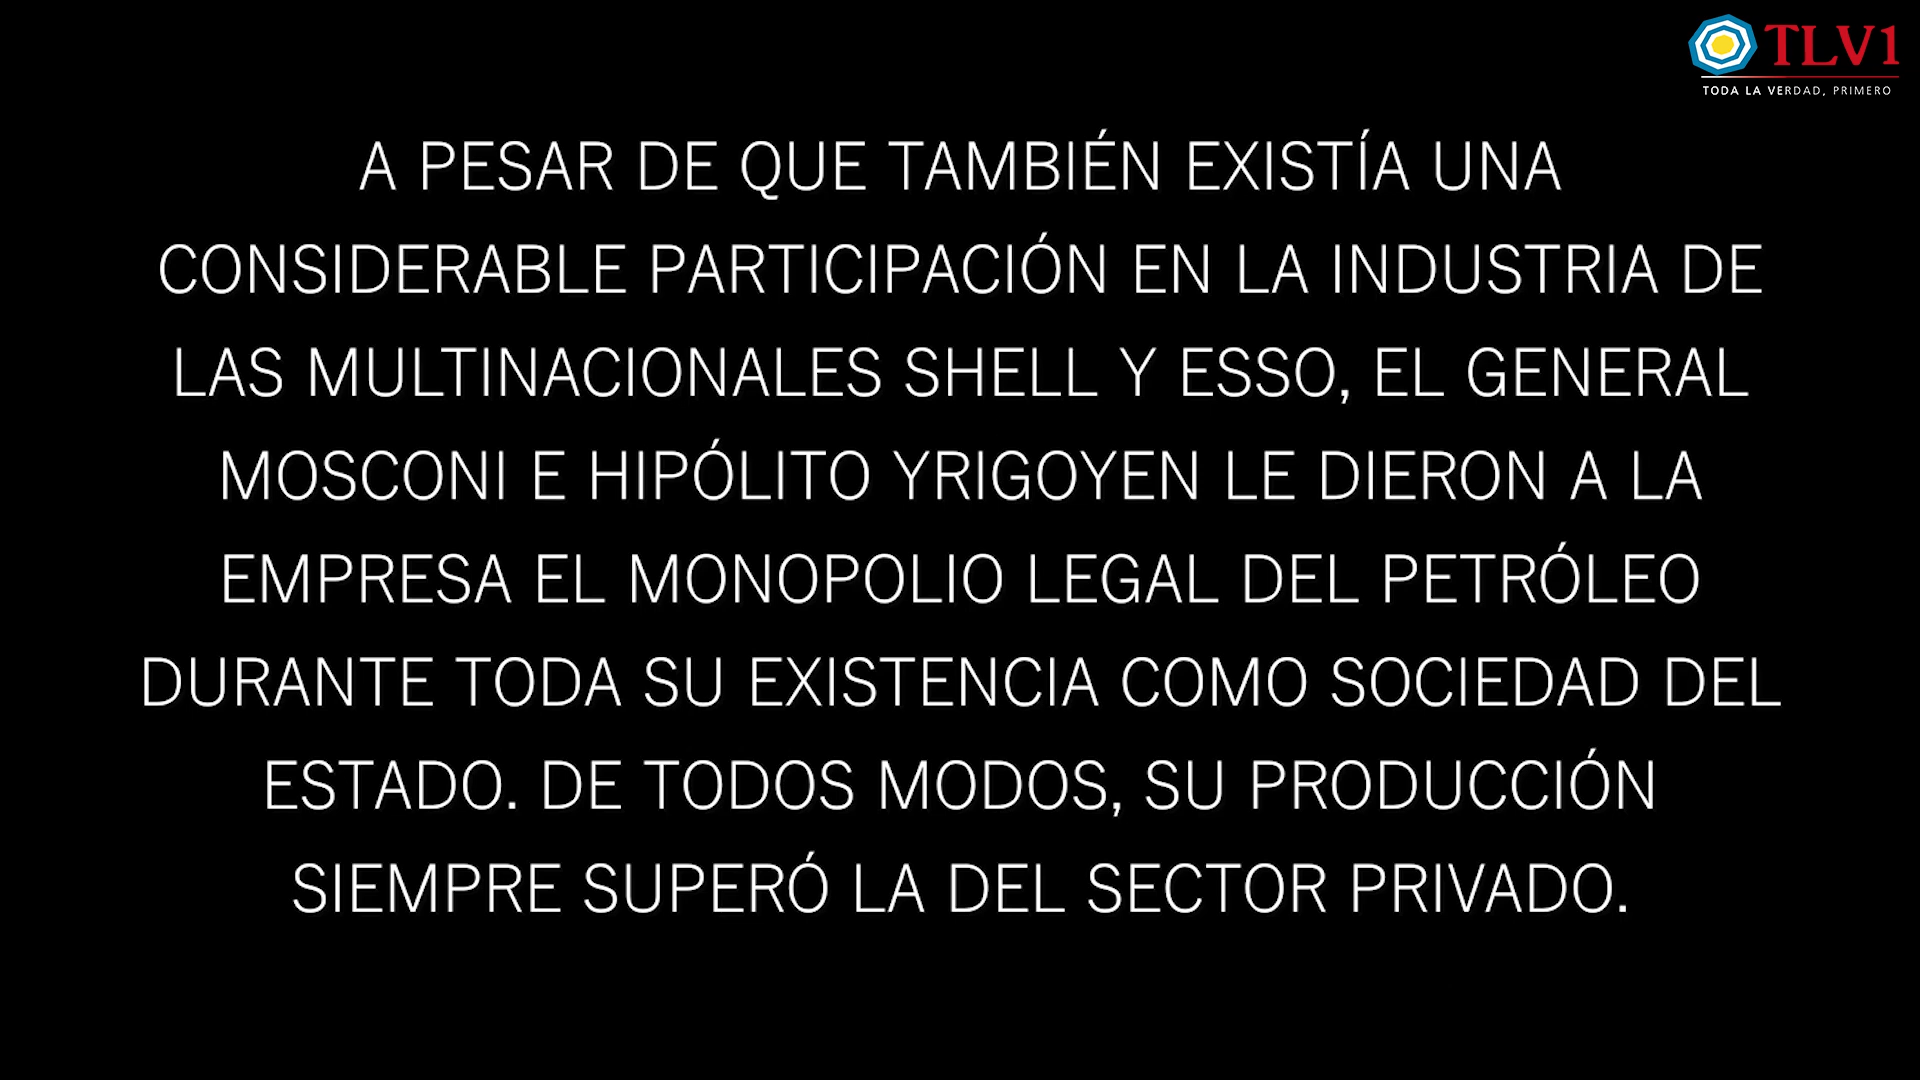 TLV1
TODA LA VERDAD, PRIMERO
A PESAR DE QUE TAMBIÉN EXISTÍA UNA
CONSIDERABLE PARTICIPACIÓN EN LA INDUSTRIA DE
LAS MULTINACIONALES SHELL Y ESSO, EL GENERAL
MOSCONI E HIPÓLITO YRIGOYEN LE DIERON A LA
EMPRESA EL MONOPOLIO LEGAL DEL PETRÓLEO
DURANTE TODA SU EXISTENCIA COMO SOCIEDAD DEL
ESTADO. DE TODOS MODOS, SU PRODUCCIÓN
SIEMPRE SUPERÓ LA DEL SECTOR PRIVADO.